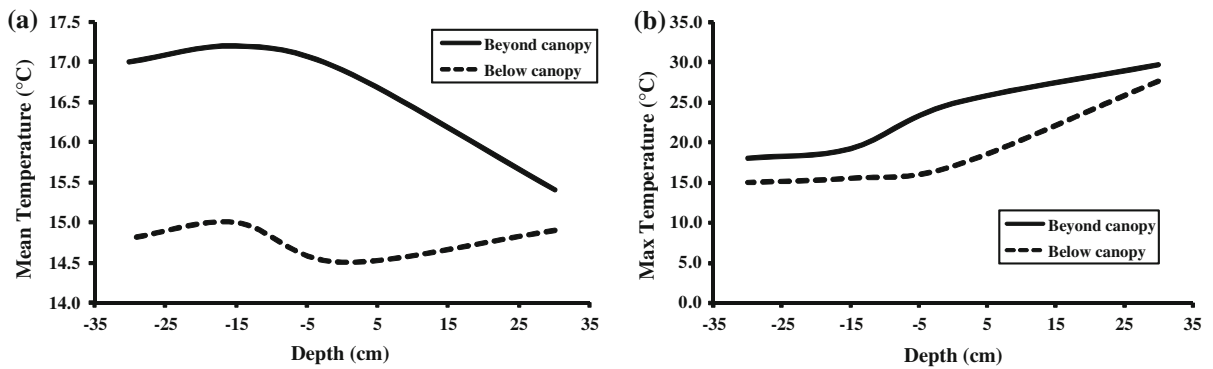 (a)
Mean Temperature (°C)
17.5
17.0
16.5
16.0
15.5
15.0
14.5
14.0
Beyond canopy
Below canopy
-35 -25 -15 -5 5 15 25 35
Depth (cm)
(b)
Max Temperature (°C)
35.0
30.0
25.0
20.0
15.0
10.0
5.0
0.0
Beyond canopy
Below canopy
-35 -25 -15 -5 5 15 25 35
Depth (cm)